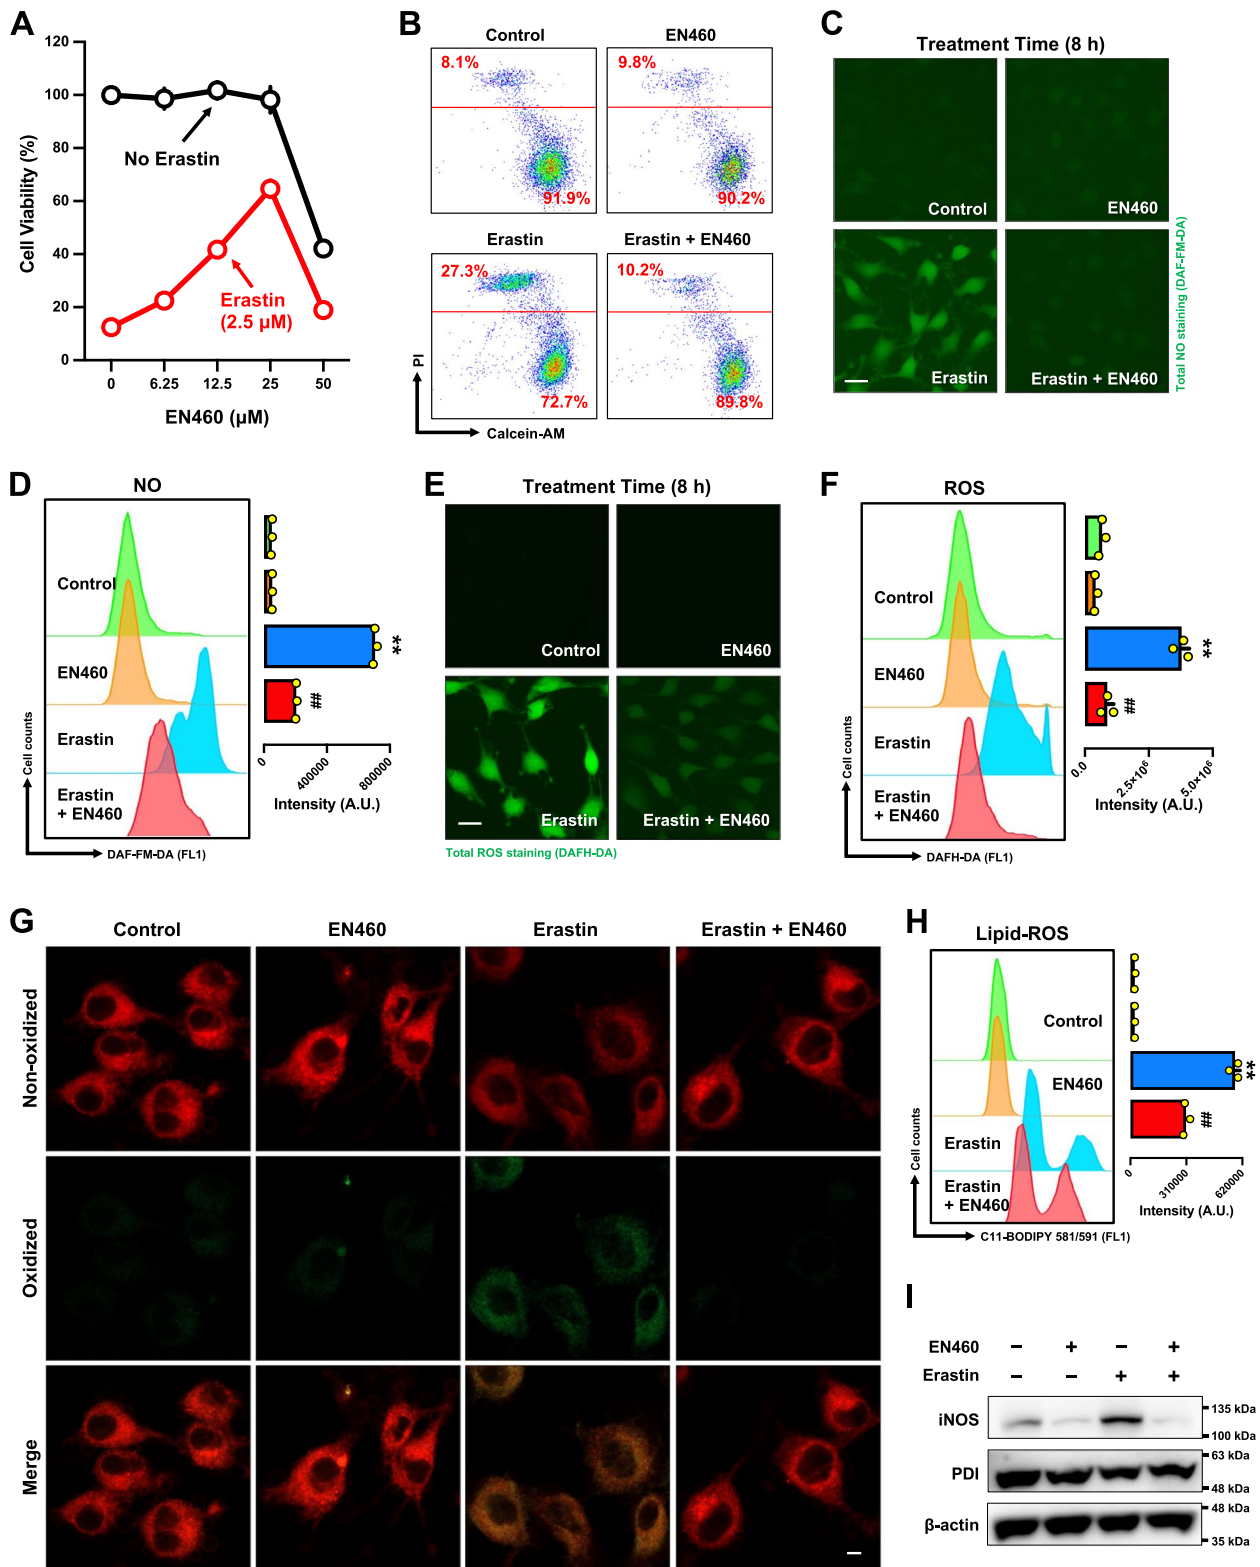 A
120
100
80
60
40
20
0
Cell Viability (%)
No Erastin
Erastin
(2.5 µM)
0 6.25 12.5 25 50
EN460 (µM)
B
Control EN460
8.1% 9.8%
91.9% 90.2%
Erastin Erastin + EN460
27.3% 10.2%
72.7% 89.8%
PI
Calcein-AM
C
Treatment Time (8 h)
Control EN460
Erastin Erastin + EN460
Total NO staining (DAF-FM-DA)
D
NO
Control
EN460
Erastin
Erastin
+ EN460
Cell counts
DAF-FM-DA (FL1)
**
##
0 400000 800000
Intensity (A.U.)
E
Treatment Time (8 h)
Control EN460
Erastin Erastin + EN460
Total ROS staining (DAFH-DA)
F
ROS
Control
EN460
Erastin
Erastin
+ EN460
Cell counts
DAFH-DA (FL1)
**
##
0.0 2.5×10⁶ 5.0×10⁶
Intensity (A.U.)
G
Control EN460 Erastin Erastin + EN460
Non-oxidized
Oxidized
Merge
H
Lipid-ROS
Control
EN460
Erastin
Erastin
+ EN460
Cell counts
C11-BODIPY 581/591 (FL1)
**
##
0 310000 620000
Intensity (A.U.)
I
EN460 − + − +
Erastin − − + +
iNOS
135 kDa
100 kDa
PDI
63 kDa
48 kDa
β-actin
48 kDa
35 kDa